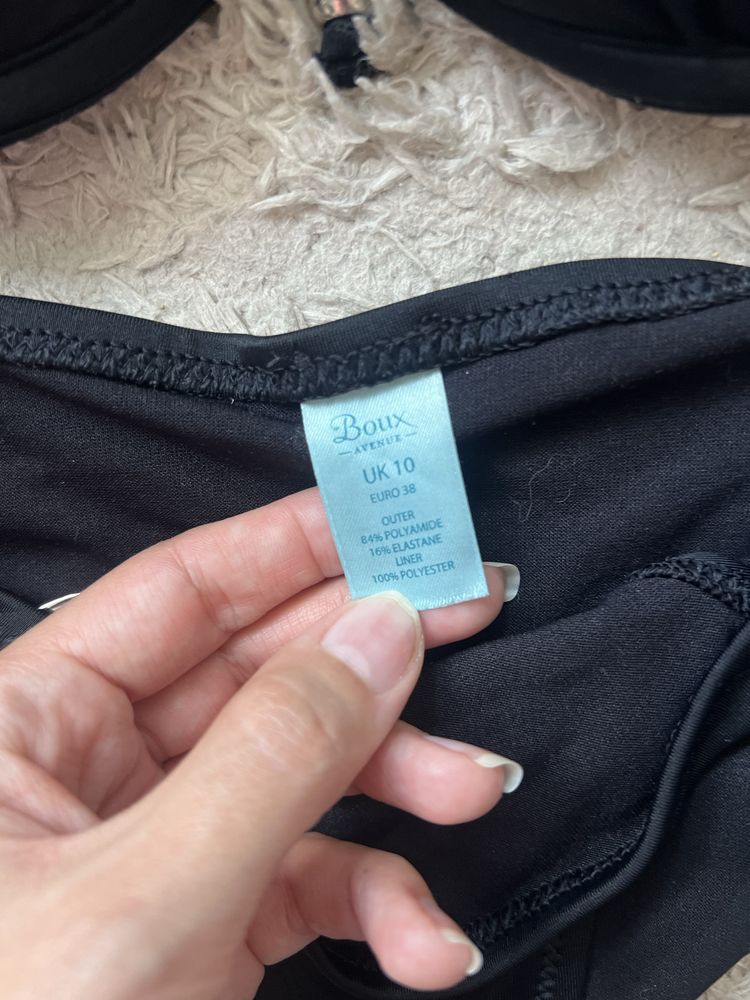 Boux
AVENUE
UK 10
EURO 38
OUTER
84% POLYAMIDE
16% ELASTANE
LINER
100% POLYESTER